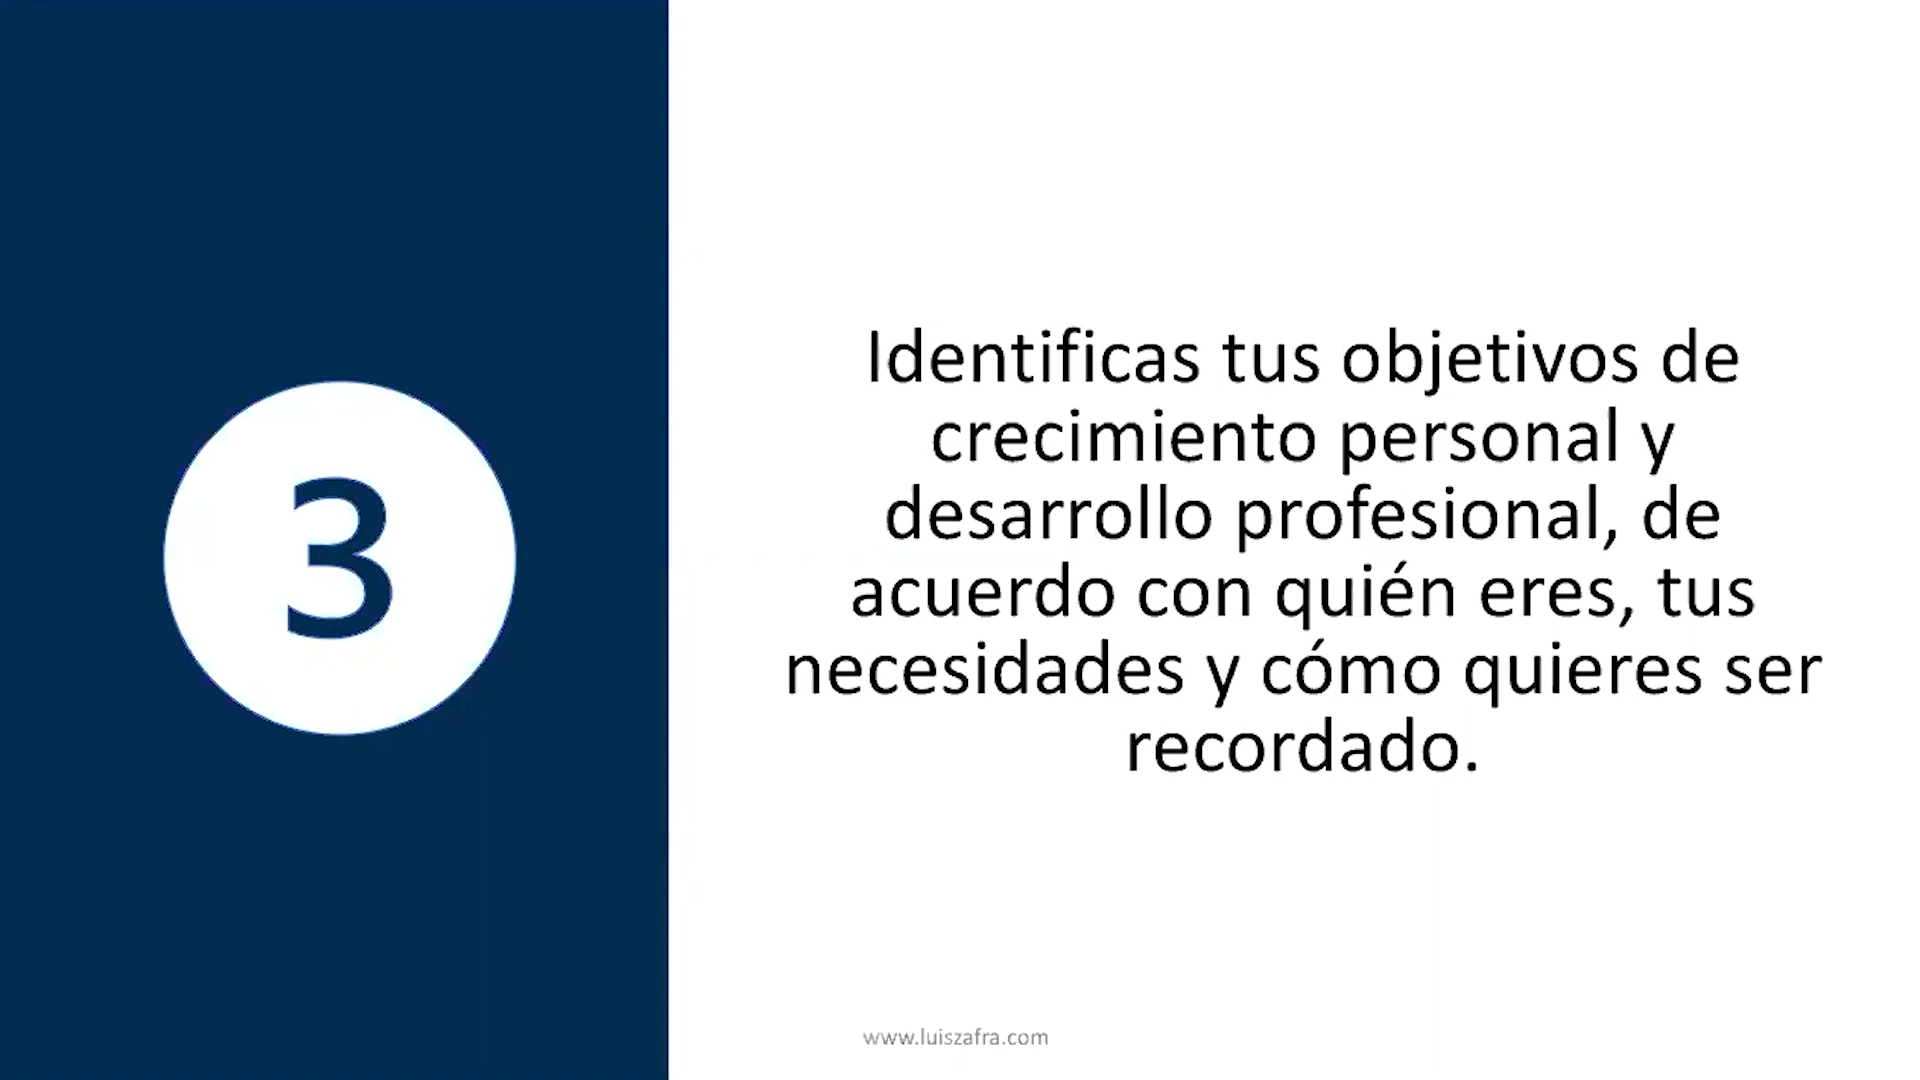 3
Identificas tus objetivos de
crecimiento personal y
desarrollo profesional, de
acuerdo con quién eres, tus
necesidades y cómo quieres ser
recordado.
www.luiszafra.com